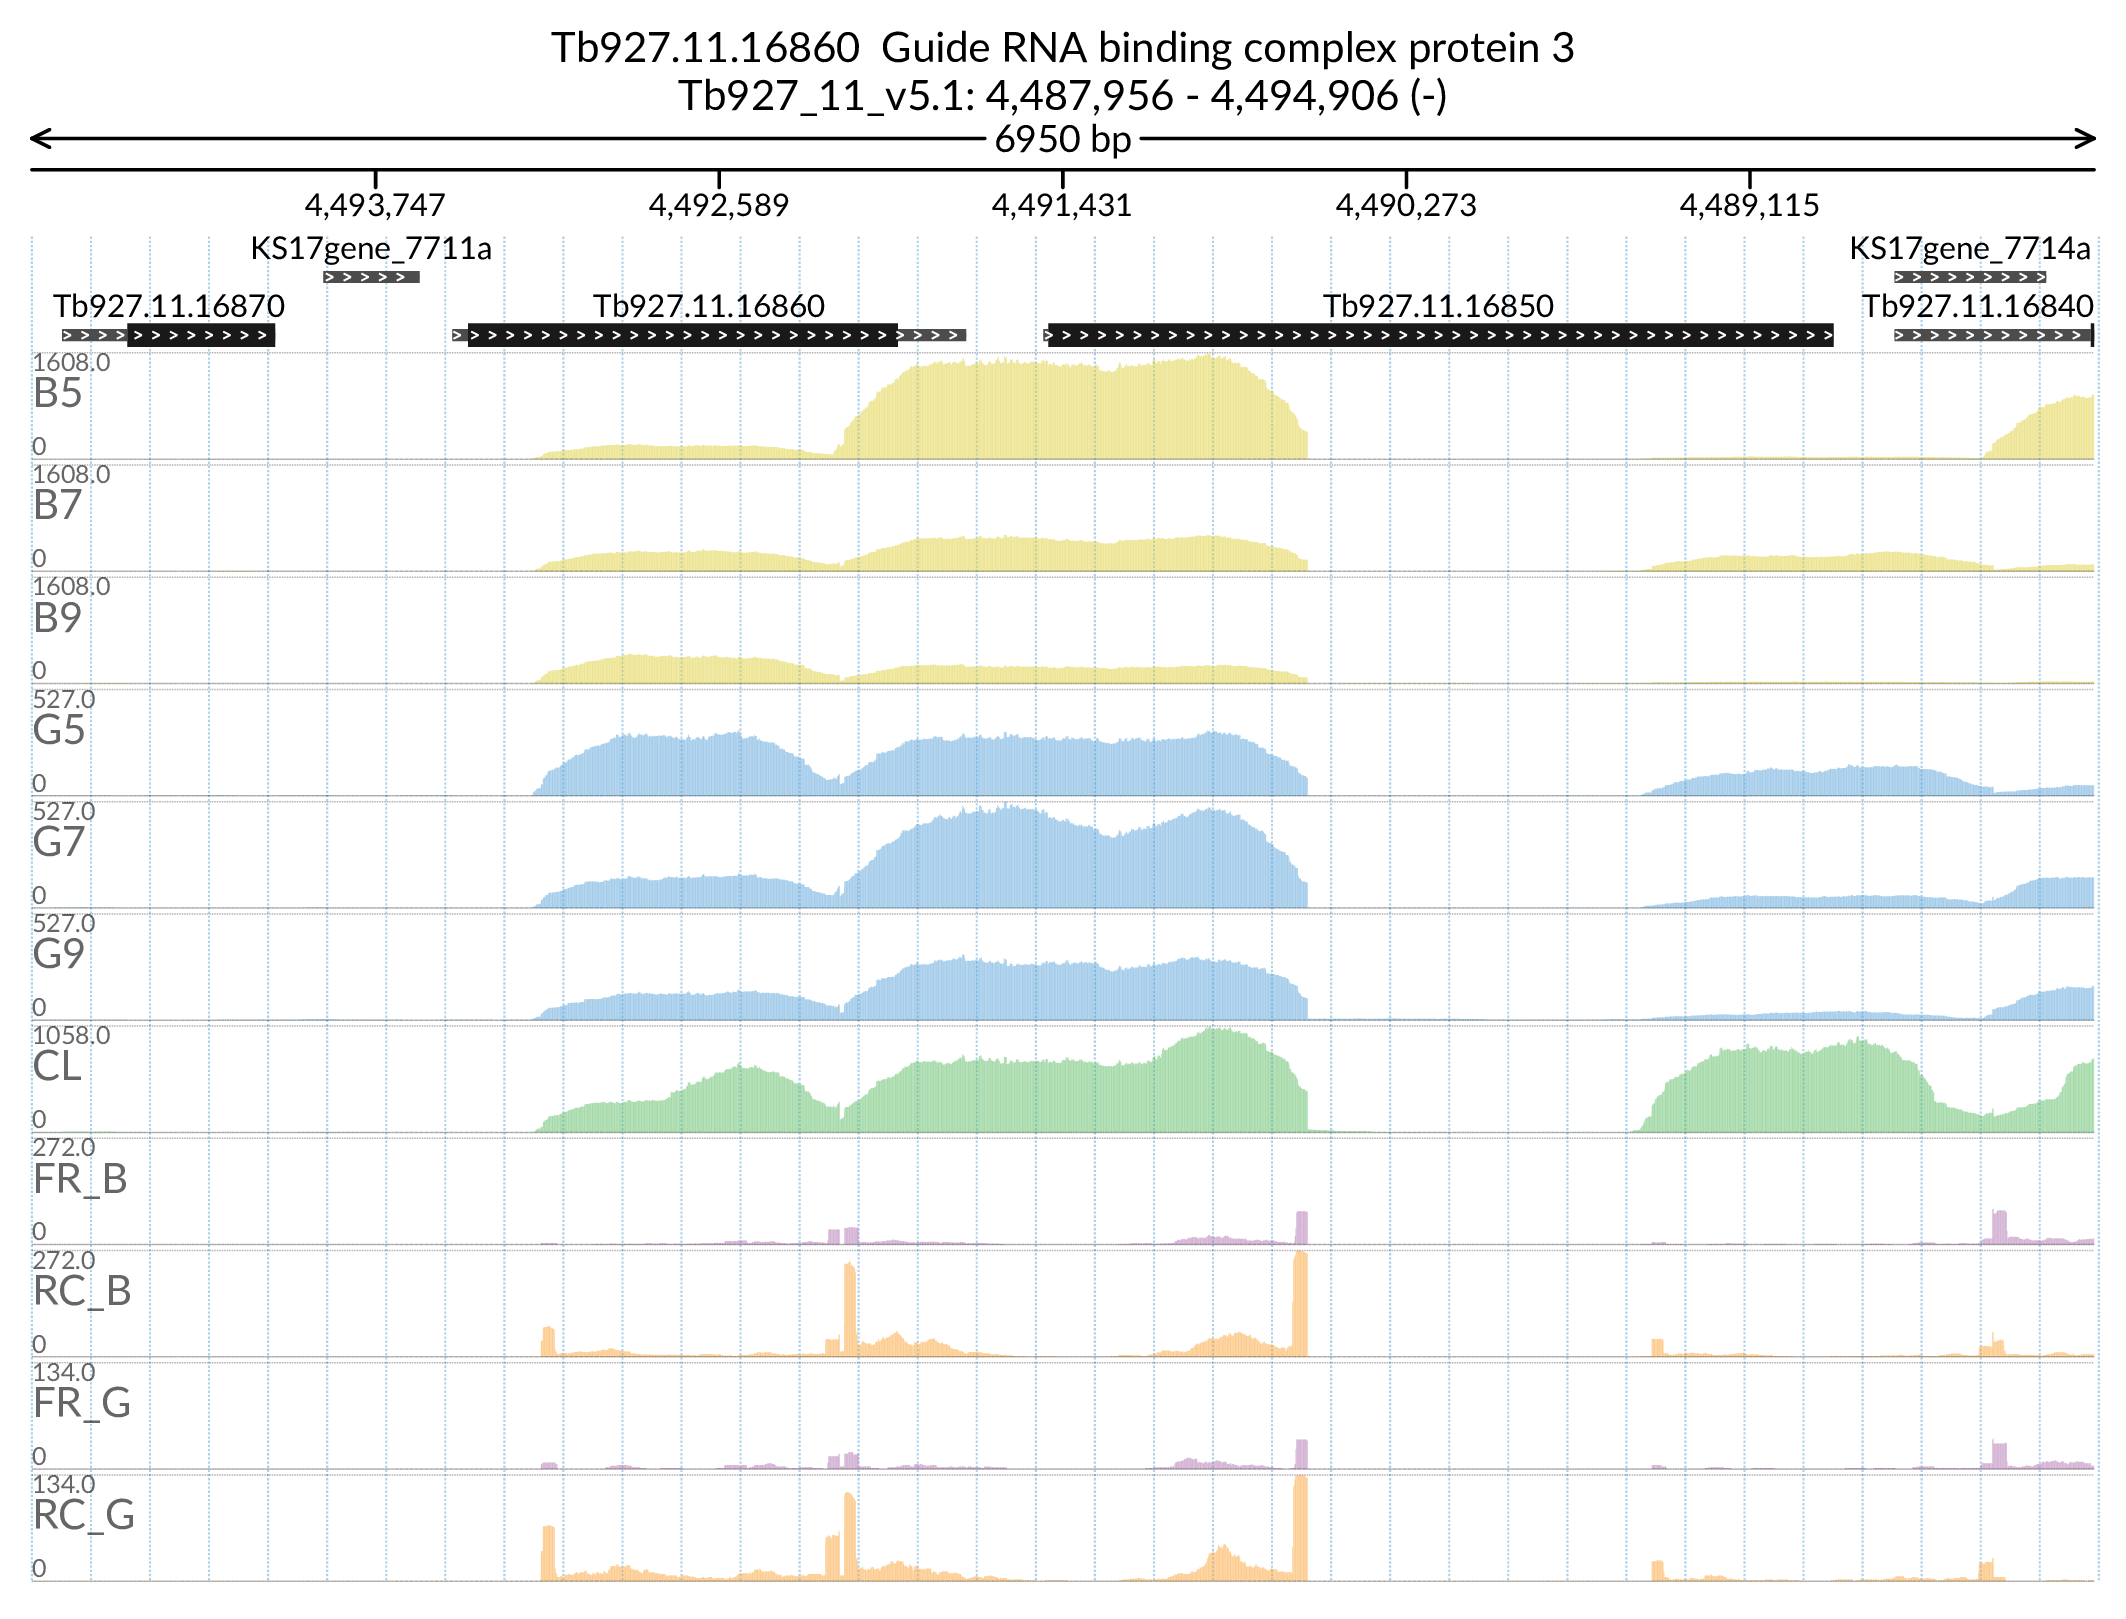 Tb927.11.16860  Guide RNA binding complex protein 3
Tb927_11_v5.1: 4,487,956 - 4,494,906 (-)
6950 bp
4,493,747 4,492,589 4,491,431 4,490,273 4,489,115
KS17gene_7711a KS17gene_7714a
Tb927.11.16870 Tb927.11.16860 Tb927.11.16850 Tb927.11.16840
1608.0
B5
0
1608.0
B7
0
1608.0
B9
0
527.0
G5
0
527.0
G7
0
527.0
G9
0
1058.0
CL
0
272.0
FR_B
0
272.0
RC_B
0
134.0
FR_G
0
134.0
RC_G
0